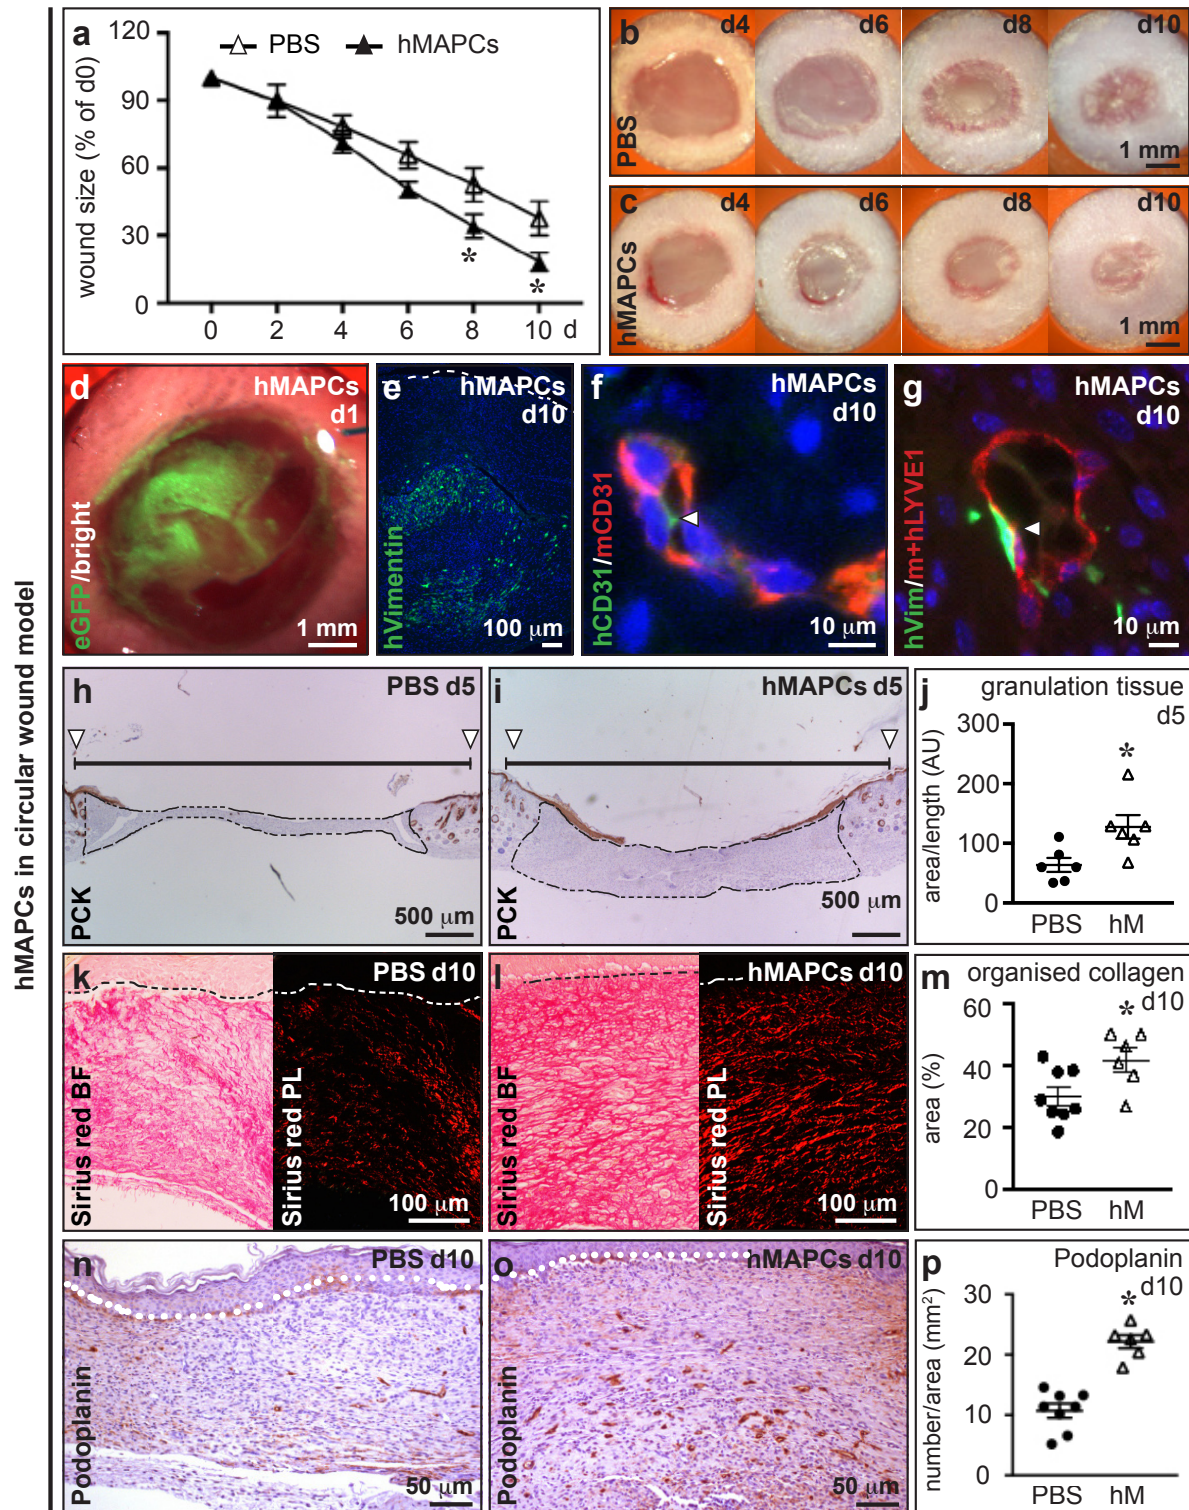 hMAPCs in circular wound model
a
120
90
60
30
0
wound size (% of d0)
PBS
hMAPCs
*
*
0 2 4 6 8 10 d
b
d4
d6
d8
d10
PBS
1 mm
c
d4
d6
d8
d10
hMAPCs
1 mm
d
hMAPCs
d1
eGFP/bright
1 mm
e
hMAPCs
d10
hVimentin
100 μm
f
hMAPCs
d10
hCD31/mCD31
10 μm
g
hMAPCs
d10
hVim/m+hLYVE1
10 μm
h
PBS d5
PCK
500 μm
i
hMAPCs d5
PCK
500 μm
j
granulation tissue
d5
300
200
100
0
area/length (AU)
*
PBS hM
k
PBS d10
Sirius red BF
Sirius red PL
100 μm
l
hMAPCs d10
Sirius red BF
Sirius red PL
100 μm
m
organised collagen
d10
60
40
20
0
area (%)
*
PBS hM
n
PBS d10
Podoplanin
50 μm
o
hMAPCs d10
Podoplanin
50 μm
p
Podoplanin
d10
30
20
10
0
number/area (mm²)
*
PBS hM